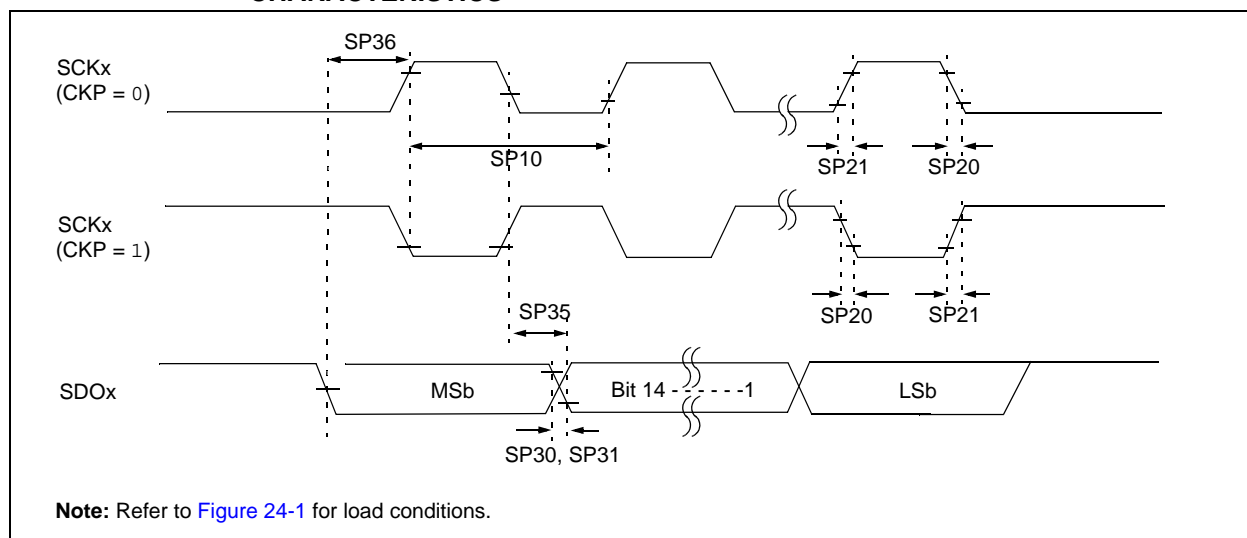 CHARACTERISTICS
SP36
SCKx
(CKP = 0)
SP10
SP21
SP20
SCKx
(CKP = 1)
SP35
SP20
SP21
SDOx
MSb
Bit 14 - - - - - -1
LSb
SP30, SP31
Note: Refer to Figure 24-1 for load conditions.